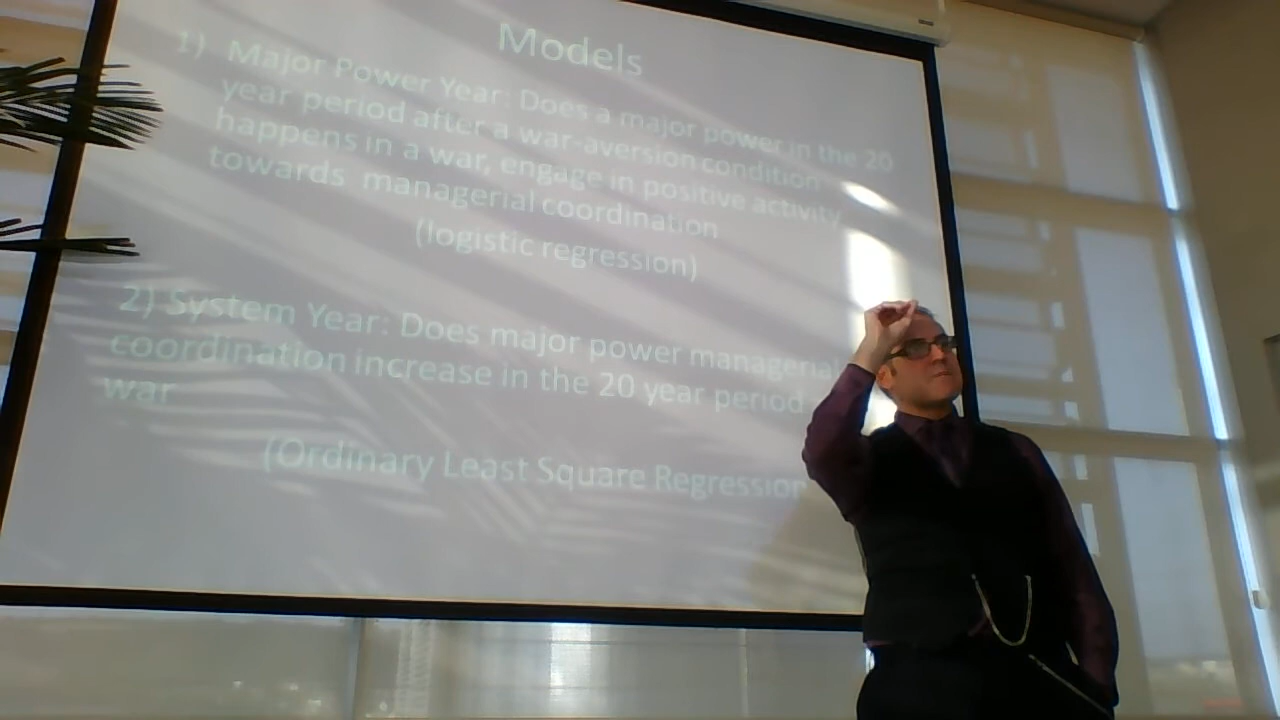 Models
1) Major Power Year: Does a major power in the 20
year period after a war-aversion condition
happens in a war, engage in positive activity
towards managerial coordination
(logistic regression)
2) System Year: Does major power managerial
coordination increase in the 20 year period
war
(Ordinary Least Square Regression